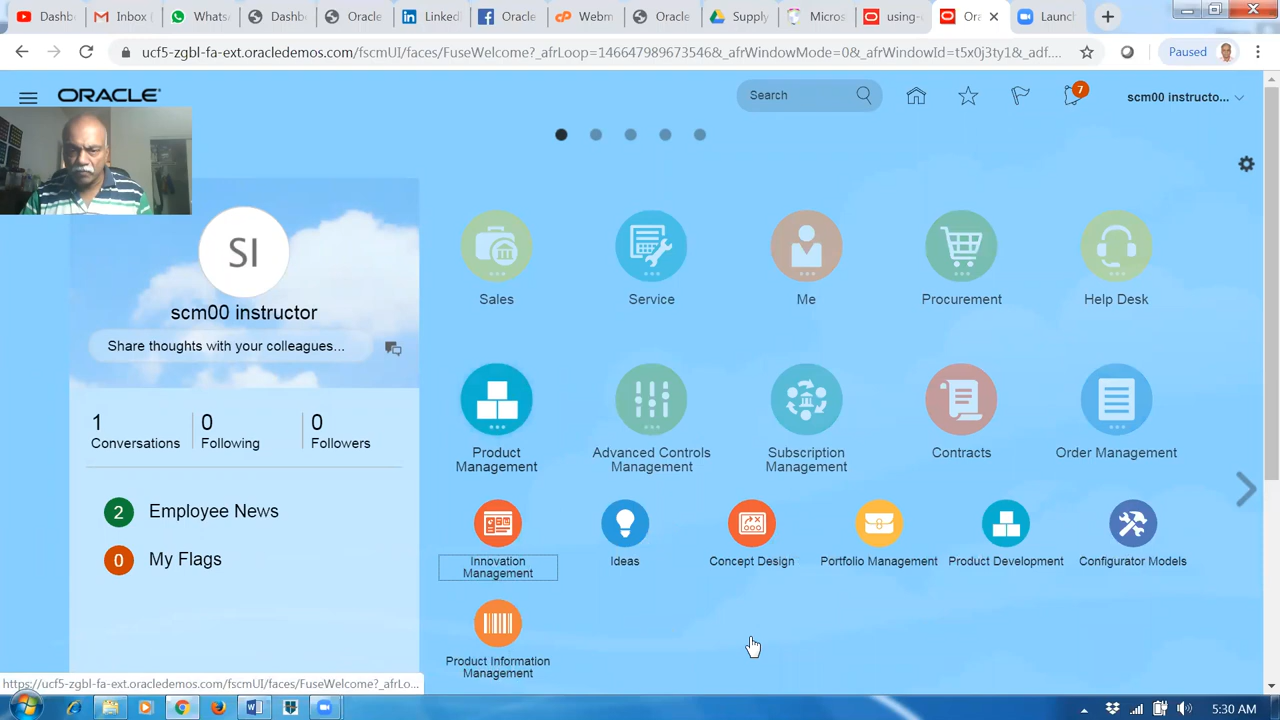 Dashb
Inbox
Whats
Dashb
Oracle
Linked
Facebo
Webm
Oracle
Supply
Micros
using-
Ora
Launc
ucf5-zgbl-fa-ext.oracledemos.com/fscmUI/faces/FuseWelcome?_afrLoop=146647989673546&_afrWindowMode=0&_afrWindowId=t5x0j3ty1&_adf....
Paused
ORACLE
Search
7
scm00 instructo...
SI
scm00 instructor
Share thoughts with your colleagues...
1
Conversations
0
Following
0
Followers
2 Employee News
0 My Flags
Sales
Service
Me
Procurement
Help Desk
Product
Management
Advanced Controls
Management
Subscription
Management
Contracts
Order Management
Innovation
Management
Ideas
Concept Design
Portfolio Management
Product Development
Configurator Models
Product Information
Management
https://ucf5-zgbl-fa-ext.oracledemos.com/fscmUI/faces/FuseWelcome?_afrLo...
5:30 AM